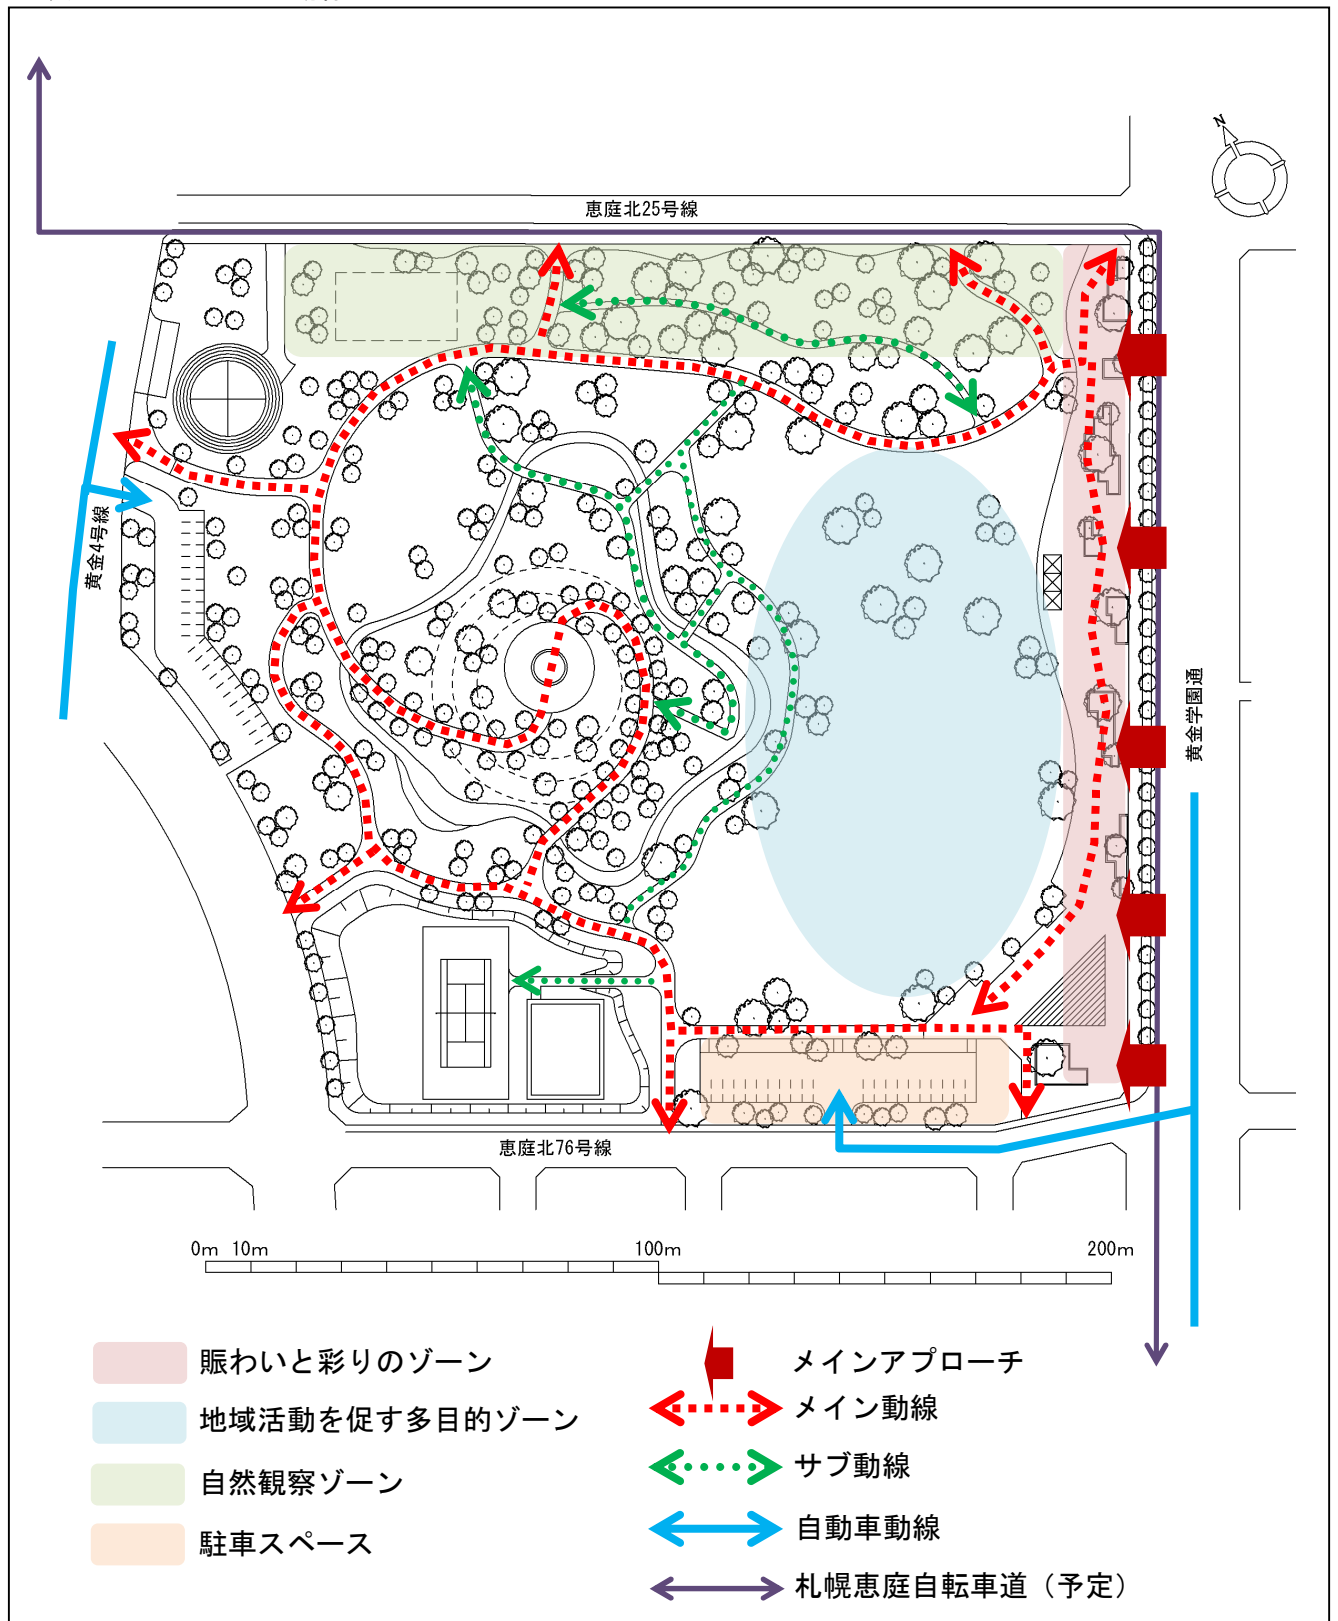 N
恵庭北25号線
黄金4号線
黄金学園通
恵庭北76号線
0m 10m 100m 200m
賑わいと彩りのゾーン
地域活動を促す多目的ゾーン
自然観察ゾーン
駐車スペース
メインアプローチ
メイン動線
サブ動線
自動車動線
札幌恵庭自転車道（予定）